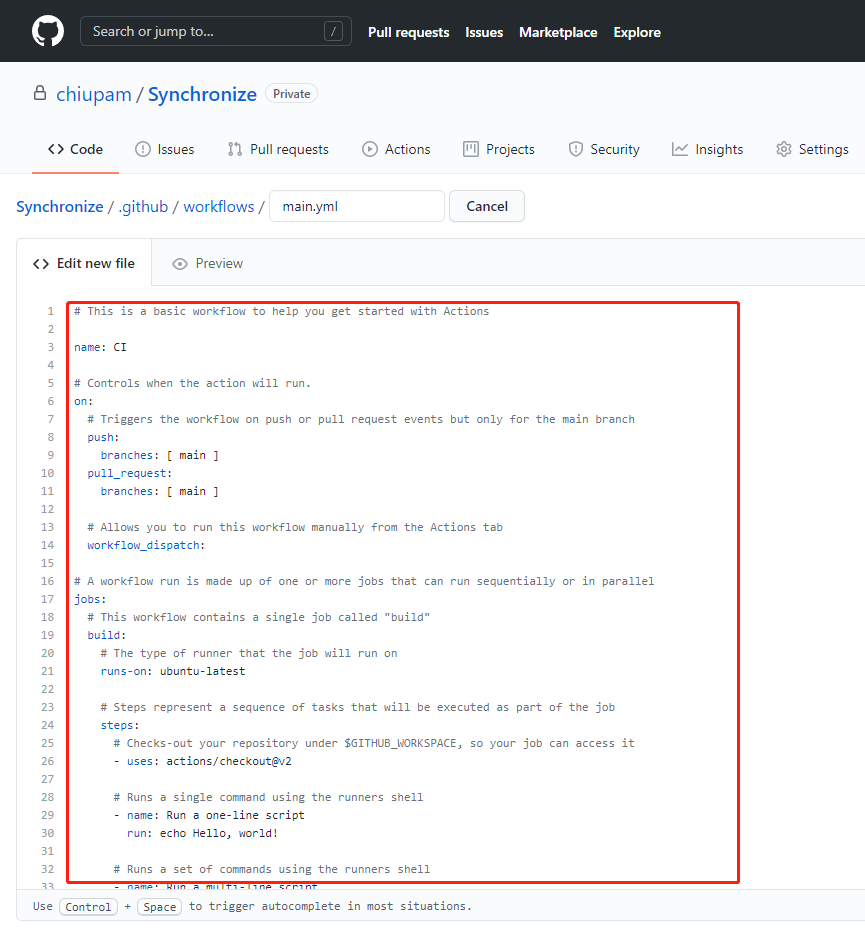 Search or jump to... / Pull requests Issues Marketplace Explore
chiupam / Synchronize Private
Code Issues Pull requests Actions Projects Security Insights Settings
Synchronize / .github / workflows / main.yml Cancel
Edit new file Preview
1 # This is a basic workflow to help you get started with Actions
2
3 name: CI
4
5 # Controls when the action will run.
6 on:
7 # Triggers the workflow on push or pull request events but only for the main branch
8 push:
9 branches: [ main ]
10 pull_request:
11 branches: [ main ]
12
13 # Allows you to run this workflow manually from the Actions tab
14 workflow_dispatch:
15
16 # A workflow run is made up of one or more jobs that can run sequentially or in parallel
17 jobs:
18 # This workflow contains a single job called "build"
19 build:
20 # The type of runner that the job will run on
21 runs-on: ubuntu-latest
22
23 # Steps represent a sequence of tasks that will be executed as part of the job
24 steps:
25 # Checks-out your repository under $GITHUB_WORKSPACE, so your job can access it
26 - uses: actions/checkout@v2
27
28 # Runs a single command using the runners shell
29 - name: Run a one-line script
30 run: echo Hello, world!
31
32 # Runs a set of commands using the runners shell
33 - name: Run a multi-line script
Use Control + Space to trigger autocomplete in most situations.